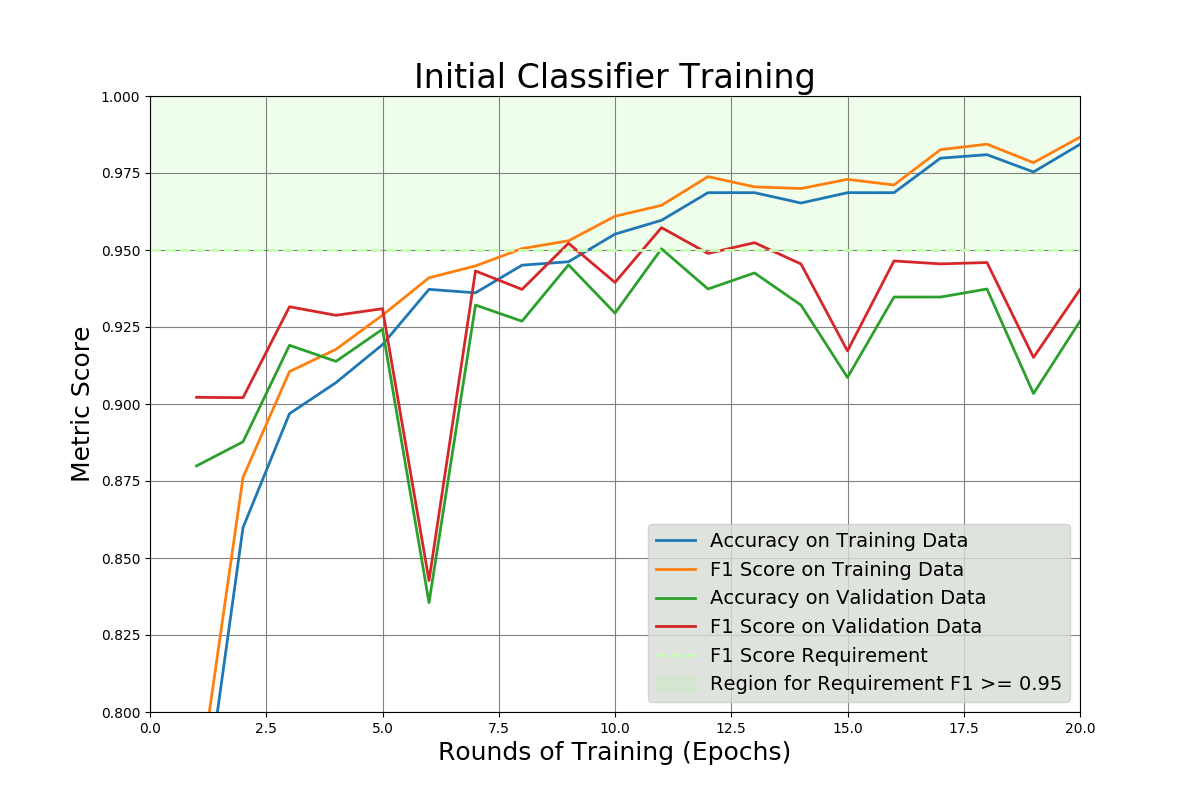 Initial Classifier Training
1.000
0.975
0.950
0.925
0.900
0.875
0.850
0.825
0.800
Metric Score
Accuracy on Training Data
F1 Score on Training Data
Accuracy on Validation Data
F1 Score on Validation Data
F1 Score Requirement
Region for Requirement F1 >= 0.95
0.0 2.5 5.0 7.5 10.0 12.5 15.0 17.5 20.0
Rounds of Training (Epochs)